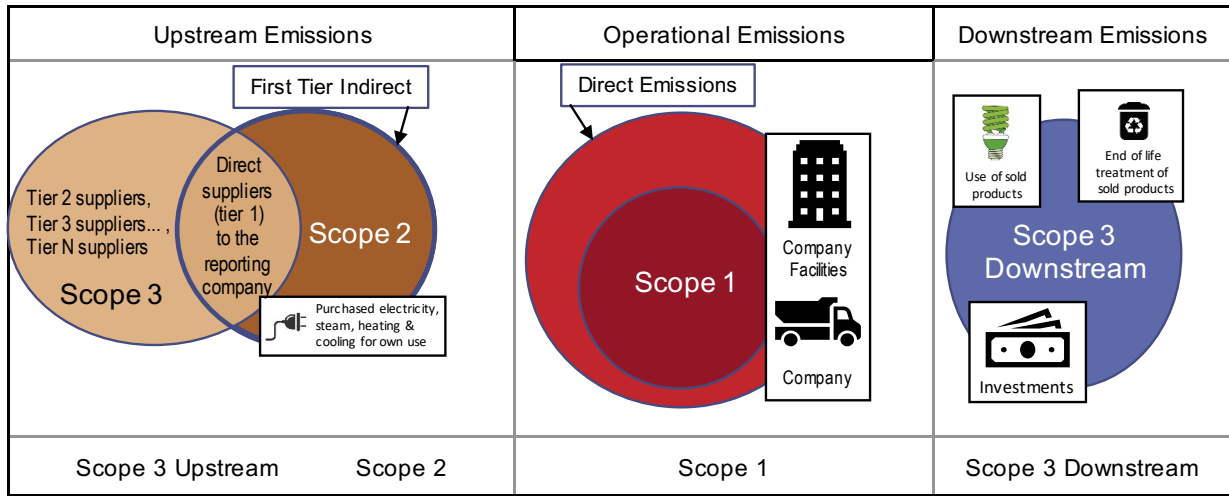 Upstream Emissions
Operational Emissions
Downstream Emissions
First Tier Indirect
Tier 2 suppliers,
Tier 3 suppliers... ,
Tier N suppliers
Scope 3
Direct
suppliers
(tier 1)
to the
reporting
company
Scope 2
Purchased electricity,
steam, heating &
cooling for own use
Direct Emissions
Scope 1
Company
Facilities
Company
Use of sold
products
End of life
treatment of
sold products
Scope 3
Downstream
Investments
Scope 3 Upstream
Scope 2
Scope 1
Scope 3 Downstream